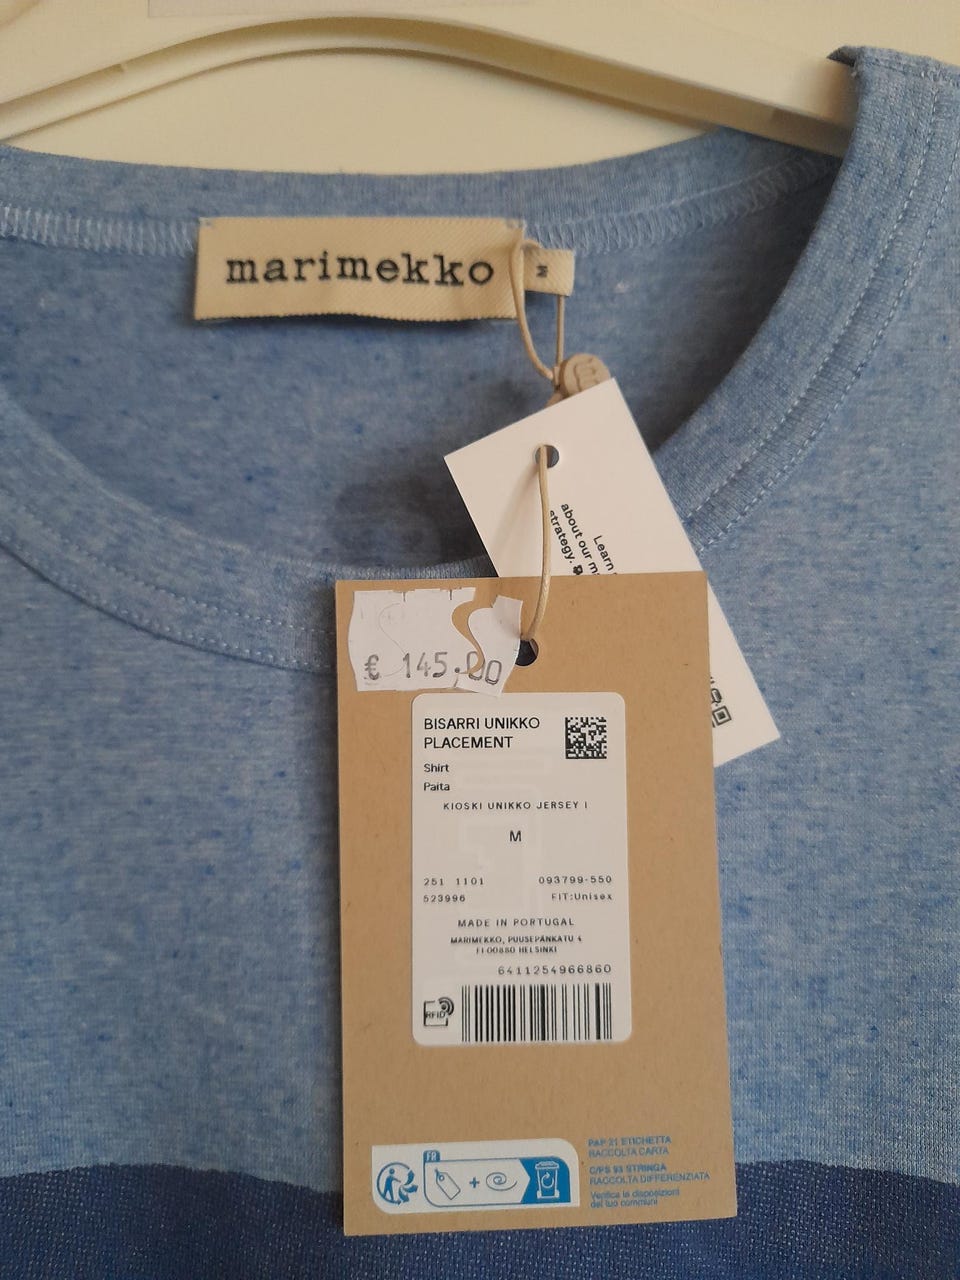 marimekko
M
Learn
about our m
strategy.
€ 145,00
BISARRI UNIKKO
PLACEMENT
Shirt
Paita
KIOSKI UNIKKO JERSEY I
M
251 1101 093799-550
523996 FIT:Unisex
MADE IN PORTUGAL
MARIMEKKO, PUUSEPÄNKATU 4
FI-00880 HELSINKI
6411254966860
RFID
FR
PAP 21 ETICHETTA
RACCOLTA CARTA
C/PS 93 STRINGA
RACCOLTA DIFFERENZIATA
Verifica le disposizioni
del tuo comune